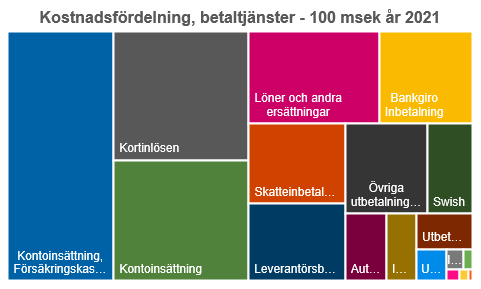 Kostnadsfördelning, betaltjänster - 100 msek år 2021
Kontoinsättning,
Försäkringskas...
Kortinlösen
Kontoinsättning
Löner och andra
ersättningar
Bankgiro
Inbetalning
Skatteinbetal...
Leverantörsb...
Övriga
utbetalning...
Swish
Aut...
I...
Utbet...
U...
I...